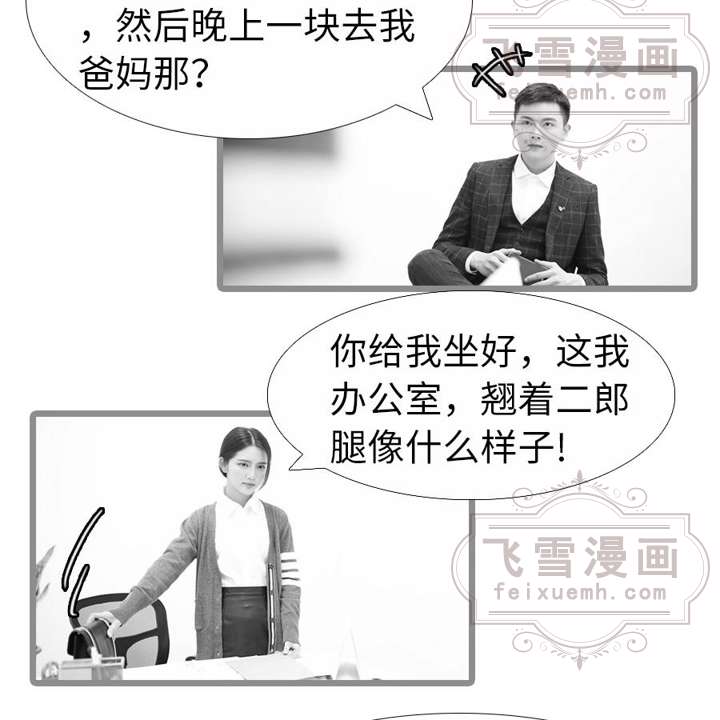 ，然后晚上一块去我
爸妈那？
飞雪漫画
feixuemh.com
你给我坐好，这我
办公室，翘着二郎
腿像什么样子!
飞雪漫画
feixuemh.com